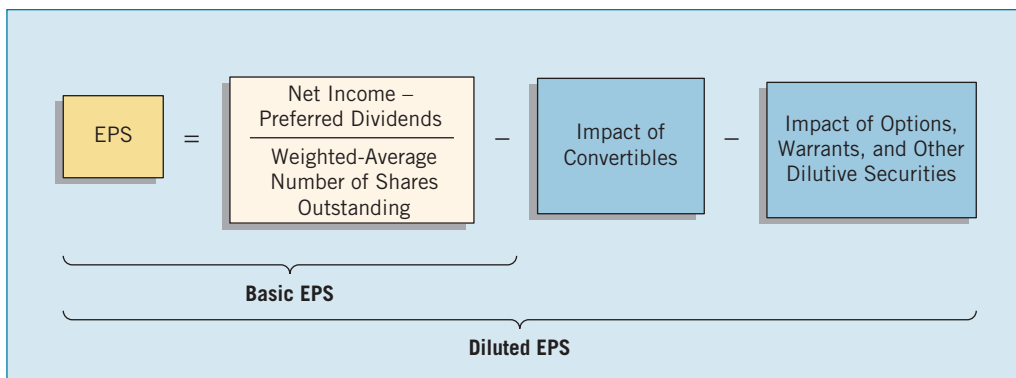 EPS
=
Net Income –
Preferred Dividends
Weighted-Average
Number of Shares
Outstanding
–
Impact of
Convertibles
–
Impact of Options,
Warrants, and Other
Dilutive Securities
Basic EPS
Diluted EPS